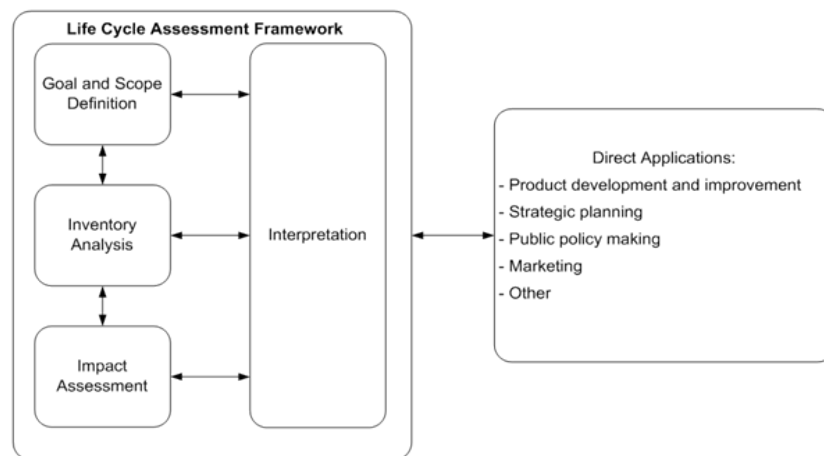 Life Cycle Assessment Framework
Goal and Scope
Definition
Inventory
Analysis
Impact
Assessment
Interpretation
Direct Applications:
- Product development and improvement
- Strategic planning
- Public policy making
- Marketing
- Other